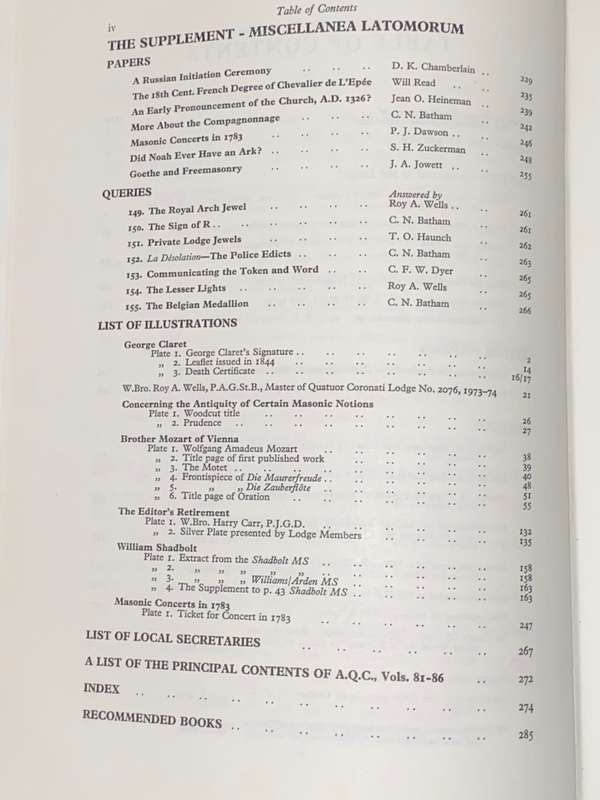 iv
Table of Contents
THE SUPPLEMENT - MISCELLANEA LATOMORUM
PAPERS
A Russian Initiation Ceremony .. .. .. D. K. Chamberlain .. 229
The 18th Cent. French Degree of Chevalier de L'Epée Will Read .. .. 235
An Early Pronouncement of the Church, A.D. 1326? Jean O. Heineman .. 239
More About the Compagnonnage .. .. .. C. N. Batham .. 242
Masonic Concerts in 1783 .. .. .. .. P. J. Dawson .. .. 246
Did Noah Ever Have an Ark? .. .. .. .. S. H. Zuckerman .. 248
Goethe and Freemasonry .. .. .. .. J. A. Jowett .. .. 255
QUERIES
Answered by
149. The Royal Arch Jewel .. .. .. .. Roy A. Wells .. .. 261
150. The Sign of R .. .. .. .. .. C. N. Batham .. 261
151. Private Lodge Jewels .. .. .. .. T. O. Haunch .. 262
152. La Désolation—The Police Edicts .. .. .. C. N. Batham .. 263
153. Communicating the Token and Word .. .. C. F. W. Dyer .. 265
154. The Lesser Lights .. .. .. .. .. Roy A. Wells .. 265
155. The Belgian Medallion .. .. .. .. C. N. Batham .. 266
LIST OF ILLUSTRATIONS
George Claret
Plate 1. George Claret's Signature .. .. .. .. .. .. .. 2
„ 2. Leaflet issued in 1844 .. .. .. .. .. .. .. 14
„ 3. Death Certificate .. .. .. .. .. .. .. .. 16/17
W.Bro. Roy A. Wells, P.A.G.St.B., Master of Quatuor Coronati Lodge No. 2076, 1973-74 21
Concerning the Antiquity of Certain Masonic Notions
Plate 1. Woodcut title .. .. .. .. .. .. .. .. 26
„ 2. Prudence .. .. .. .. .. .. .. .. .. 27
Brother Mozart of Vienna
Plate 1. Wolfgang Amadeus Mozart .. .. .. .. .. .. 38
„ 2. Title page of first published work .. .. .. .. .. .. 39
„ 3. The Motet .. .. .. .. .. .. .. .. .. 40
„ 4. Frontispiece of Die Maurerfreude .. .. .. .. .. .. 48
„ 5. „ „ Die Zauberflöte .. .. .. .. .. .. 51
„ 6. Title page of Oration .. .. .. .. .. .. .. 55
The Editor's Retirement
Plate 1. W.Bro. Harry Carr, P.J.G.D. .. .. .. .. .. .. 132
„ 2. Silver Plate presented by Lodge Members .. .. .. .. .. 135
William Shadbolt
Plate 1. Extract from the Shadbolt MS .. .. .. .. .. .. 158
„ 2. „ „ „ „ „ .. .. .. .. .. .. 158
„ 3. „ „ „ Williams/Arden MS .. .. .. .. .. 163
„ 4. The Supplement to p. 43 Shadbolt MS .. .. .. .. .. 163
Masonic Concerts in 1783
Plate 1. Ticket for Concert in 1783 .. .. .. .. .. .. 247
LIST OF LOCAL SECRETARIES .. .. .. .. .. .. 267
A LIST OF THE PRINCIPAL CONTENTS OF A.Q.C., Vols. 81-86 .. 272
INDEX .. .. .. .. .. .. .. .. .. .. .. 274
RECOMMENDED BOOKS .. .. .. .. .. .. .. .. 285